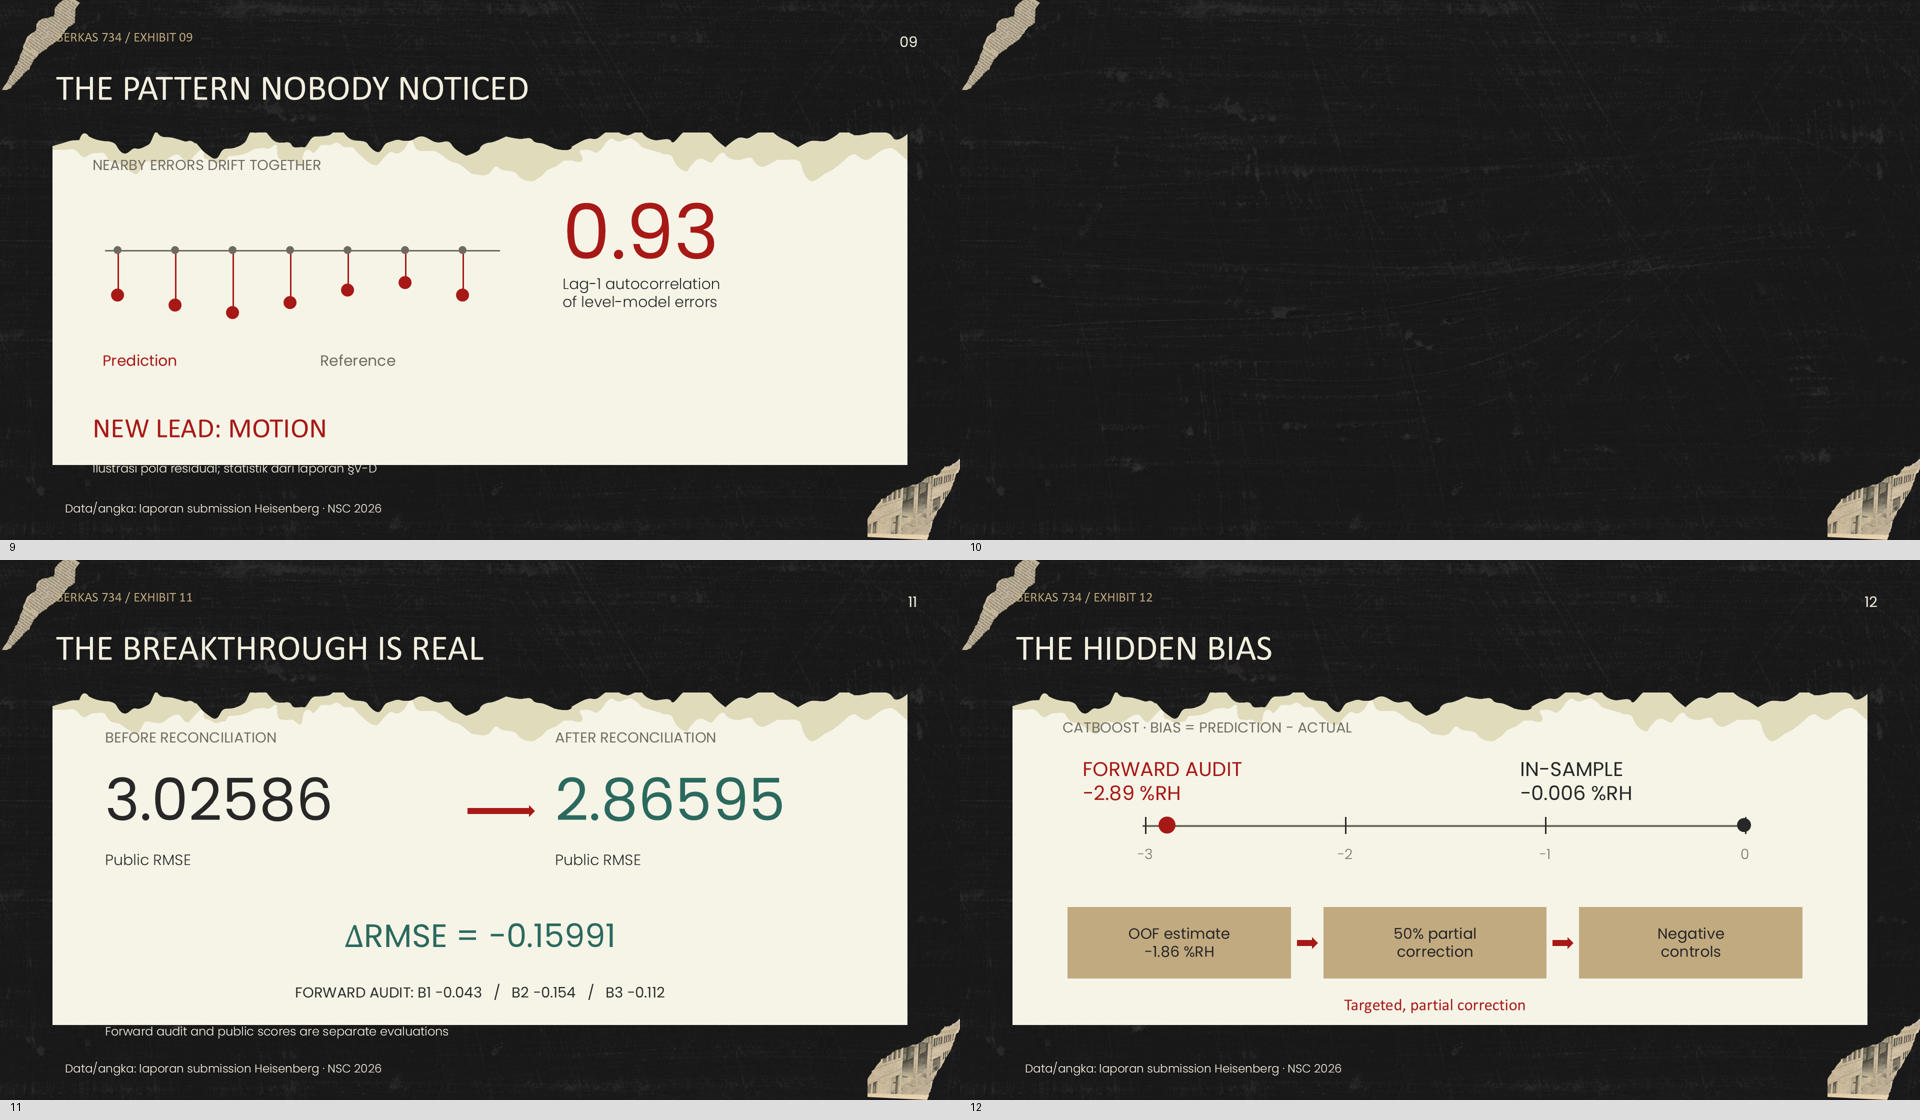 BERKAS 734 / EXHIBIT 09
09
THE PATTERN NOBODY NOTICED
NEARBY ERRORS DRIFT TOGETHER
0.93
Lag-1 autocorrelation
of level-model errors
Prediction
Reference
NEW LEAD: MOTION
Ilustrasi pola residual; statistik dari laporan §V-D
Data/angka: laporan submission Heisenberg · NSC 2026
9
10
BERKAS 734 / EXHIBIT 11
11
THE BREAKTHROUGH IS REAL
BEFORE RECONCILIATION
AFTER RECONCILIATION
3.02586
2.86595
Public RMSE
Public RMSE
ΔRMSE = -0.15991
FORWARD AUDIT: B1 -0.043 / B2 -0.154 / B3 -0.112
Forward audit and public scores are separate evaluations
Data/angka: laporan submission Heisenberg · NSC 2026
11
BERKAS 734 / EXHIBIT 12
12
THE HIDDEN BIAS
CATBOOST · BIAS = PREDICTION - ACTUAL
FORWARD AUDIT
-2.89 %RH
IN-SAMPLE
-0.006 %RH
-3
-2
-1
0
OOF estimate
-1.86 %RH
50% partial
correction
Negative
controls
Targeted, partial correction
Data/angka: laporan submission Heisenberg · NSC 2026
12